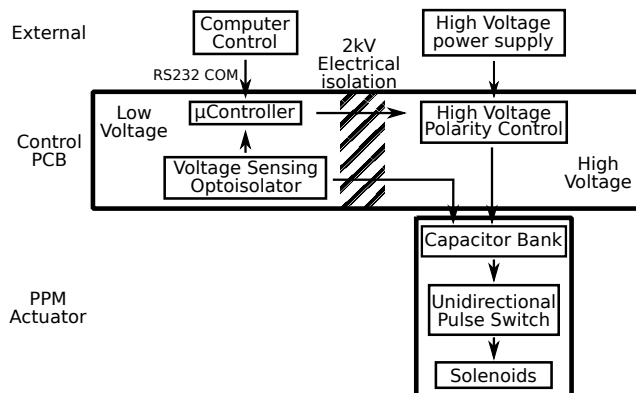 External
Computer
Control
High Voltage
power supply
2kV
Electrical
isolation
RS232 COM
Control
PCB
Low
Voltage
µController
High Voltage
Polarity Control
Voltage Sensing
Optoisolator
High
Voltage
PPM
Actuator
Capacitor Bank
Unidirectional
Pulse Switch
Solenoids